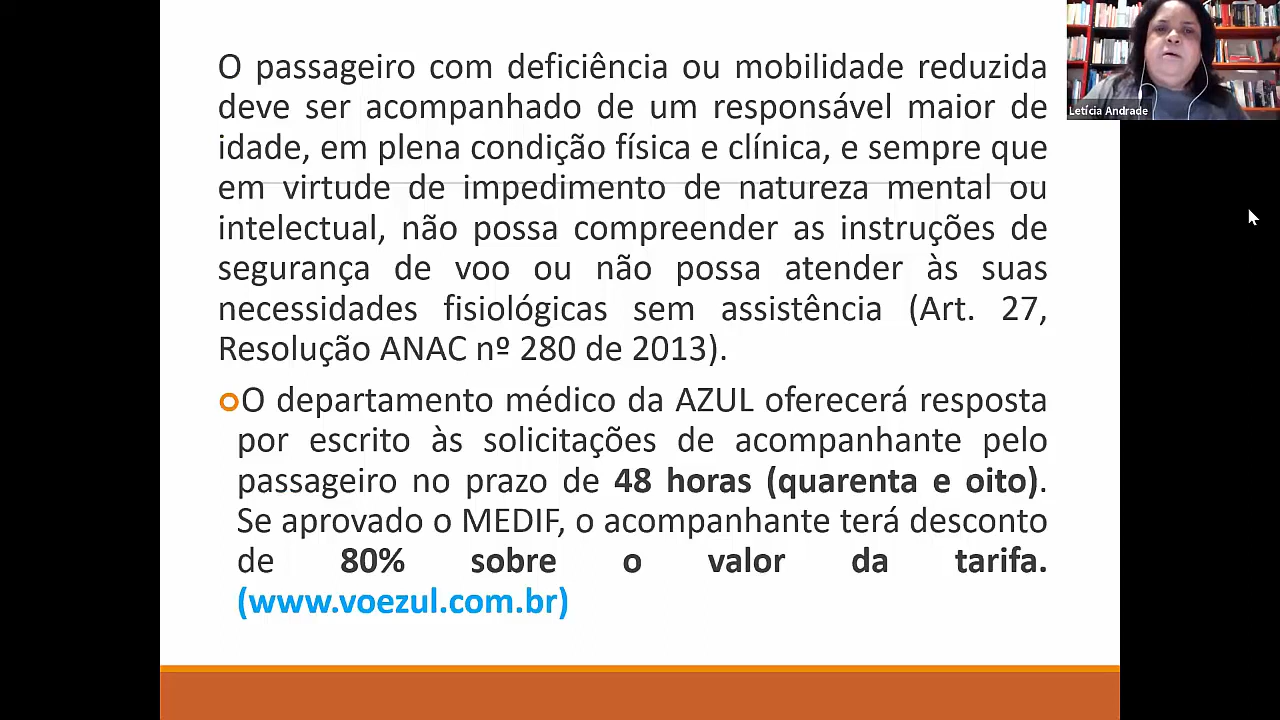 O passageiro com deficiência ou mobilidade reduzida
deve ser acompanhado de um responsável maior de
idade, em plena condição física e clínica, e sempre que
em virtude de impedimento de natureza mental ou
intelectual, não possa compreender as instruções de
segurança de voo ou não possa atender às suas
necessidades fisiológicas sem assistência (Art. 27,
Resolução ANAC nº 280 de 2013).
O departamento médico da AZUL oferecerá resposta
por escrito às solicitações de acompanhante pelo
passageiro no prazo de 48 horas (quarenta e oito).
Se aprovado o MEDIF, o acompanhante terá desconto
de 80% sobre o valor da tarifa.
(www.voezul.com.br)
Letícia Andrade